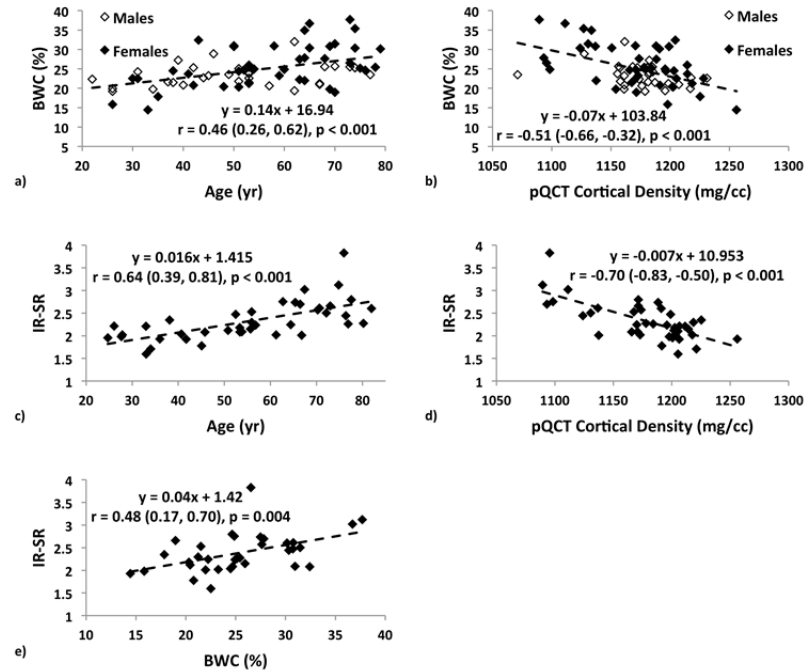 Males
Females
40
35
30
25
20
15
10
5
BWC (%)
y = 0.14x + 16.94
r = 0.46 (0.26, 0.62), p < 0.001
20 30 40 50 60 70 80
a)
Age (yr)
Males
Females
40
35
30
25
20
15
10
5
BWC (%)
y = -0.07x + 103.84
r = -0.51 (-0.66, -0.32), p < 0.001
1050 1100 1150 1200 1250 1300
b)
pQCT Cortical Density (mg/cc)
4
3.5
3
2.5
2
1.5
1
IR-SR
y = 0.016x + 1.415
r = 0.64 (0.39, 0.81), p < 0.001
20 30 40 50 60 70 80
c)
Age (yr)
4
3.5
3
2.5
2
1.5
1
IR-SR
y = -0.007x + 10.953
r = -0.70 (-0.83, -0.50), p < 0.001
1050 1100 1150 1200 1250 1300
d)
pQCT Cortical Density (mg/cc)
4
3.5
3
2.5
2
1.5
1
IR-SR
y = 0.04x + 1.42
r = 0.48 (0.17, 0.70), p = 0.004
10 15 20 25 30 35 40
e)
BWC (%)